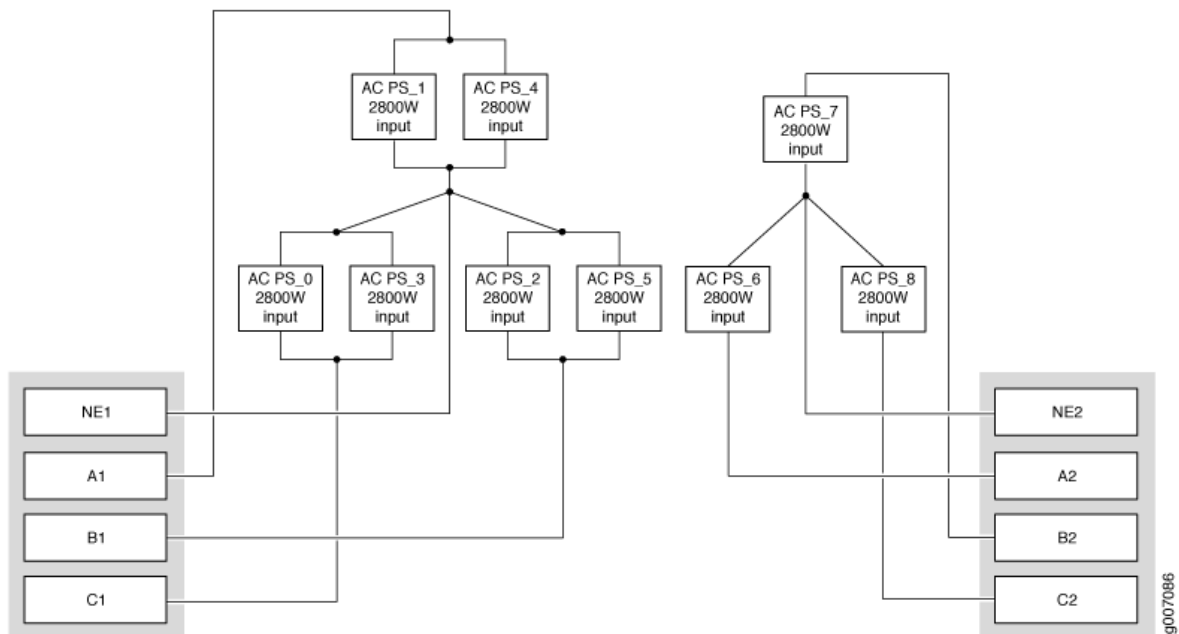 AC PS_1
2800W
input
AC PS_4
2800W
input
AC PS_7
2800W
input
AC PS_0
2800W
input
AC PS_3
2800W
input
AC PS_2
2800W
input
AC PS_5
2800W
input
AC PS_6
2800W
input
AC PS_8
2800W
input
NE1
A1
B1
C1
NE2
A2
B2
C2
g007086